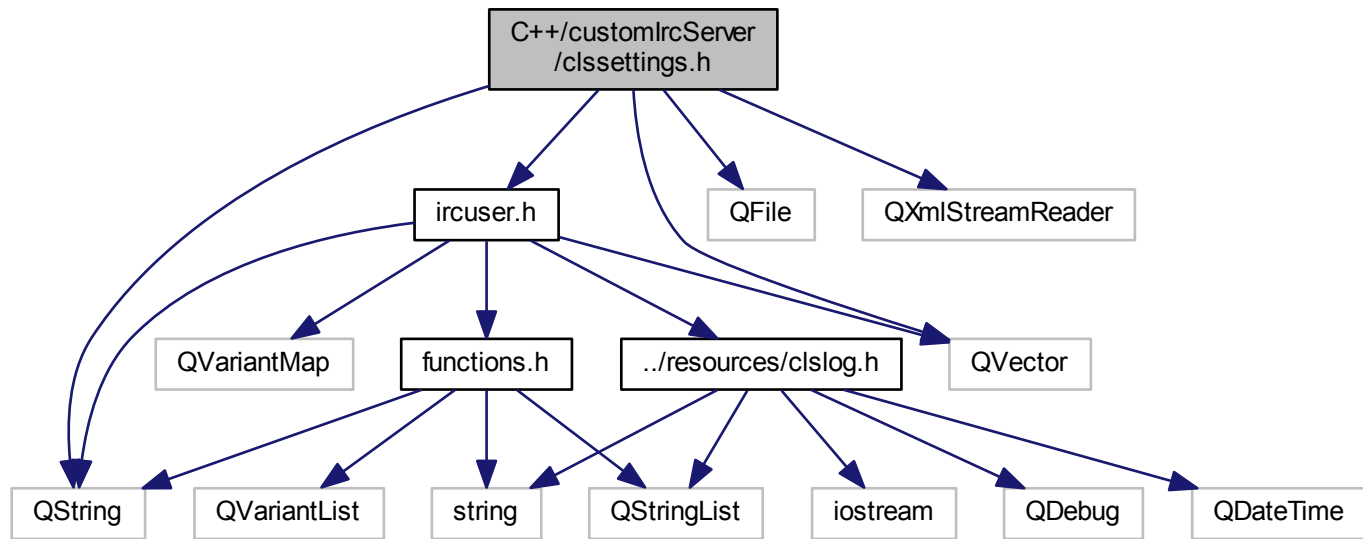 C++/customIrcServer
/clssettings.h
ircuser.h
QFile
QXmlStreamReader
QVariantMap
functions.h
../resources/clslog.h
QVector
QString
QVariantList
string
QStringList
iostream
QDebug
QDateTime